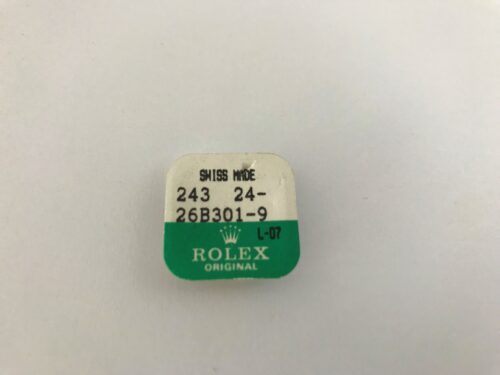 SWISS MADE
243 24-
26B301-9
L-07
ROLEX
ORIGINAL